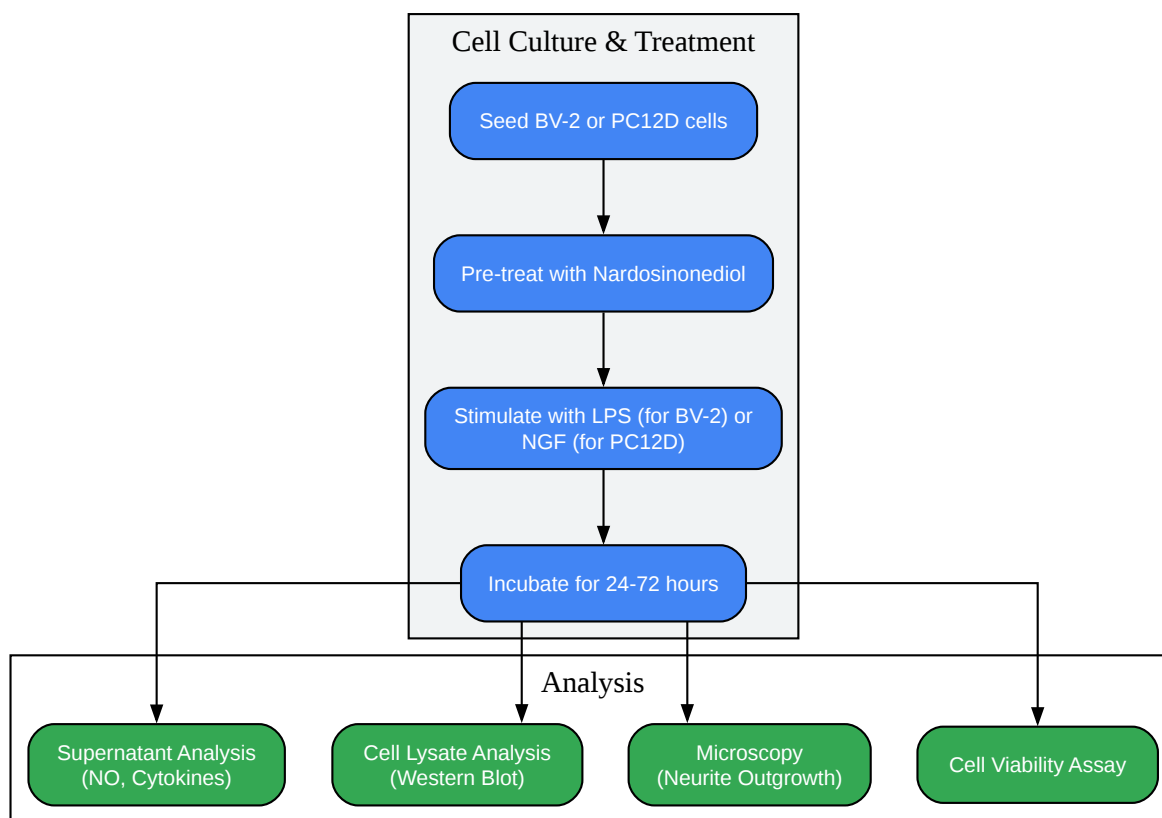 Cell Culture & Treatment
Seed BV-2 or PC12D cells
Pre-treat with Nardosinonediol
Stimulate with LPS (for BV-2) or
NGF (for PC12D)
Incubate for 24-72 hours
Analysis
Supernatant Analysis
(NO, Cytokines)
Cell Lysate Analysis
(Western Blot)
Microscopy
(Neurite Outgrowth)
Cell Viability Assay